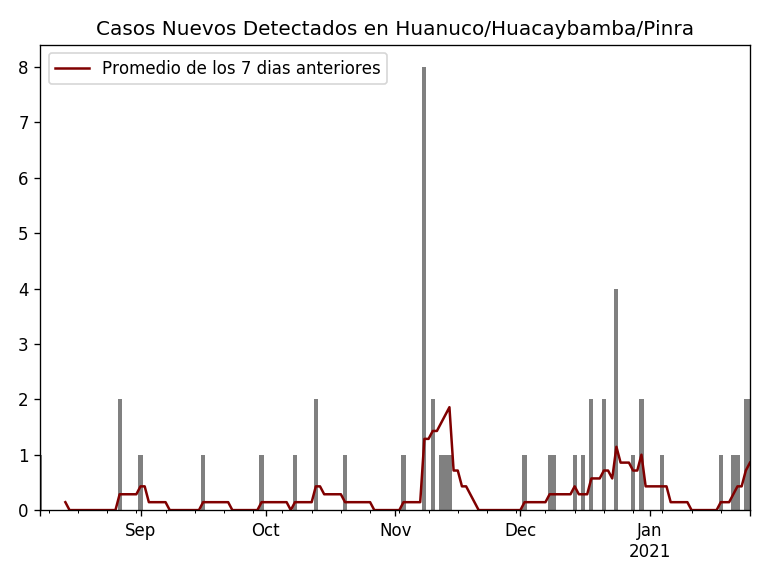 Casos Nuevos Detectados en Huanuco/Huacaybamba/Pinra
Promedio de los 7 dias anteriores
8
7
6
5
4
3
2
1
0
Sep
Oct
Nov
Dec
Jan
2021